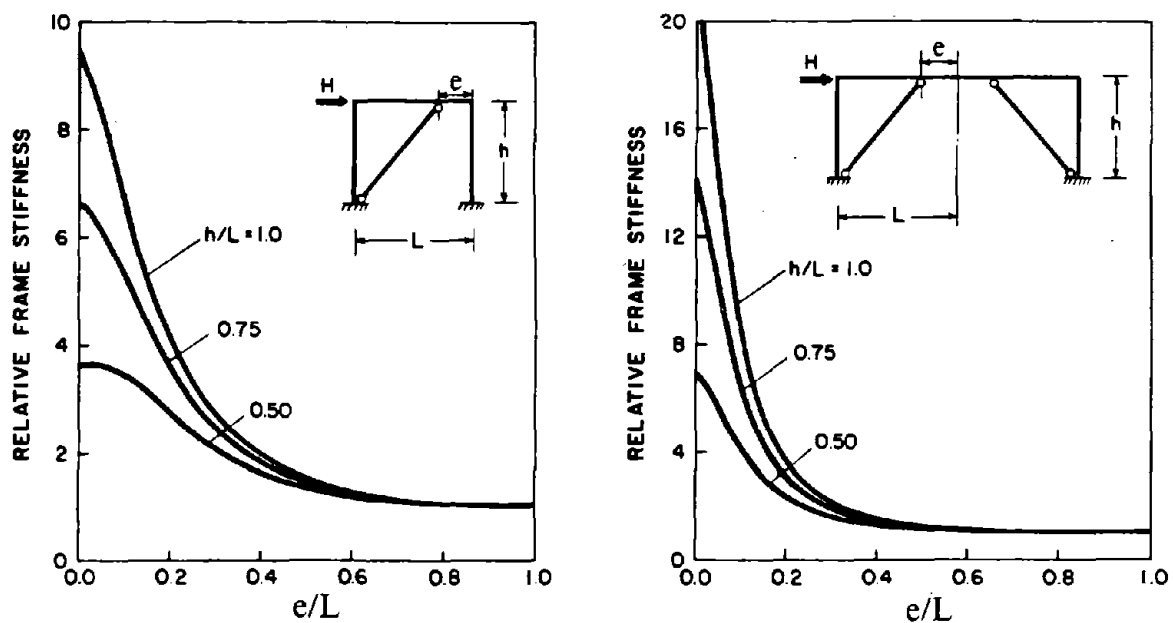 RELATIVE FRAME STIFFNESS
10
8
6
4
2
0
0.0 0.2 0.4 0.6 0.8 1.0
e/L
H
e
h
L
h/L = 1.0
0.75
0.50
RELATIVE FRAME STIFFNESS
20
16
12
8
4
0
0.0 0.2 0.4 0.6 0.8 1.0
e/L
H
e
h
L
h/L = 1.0
0.75
0.50